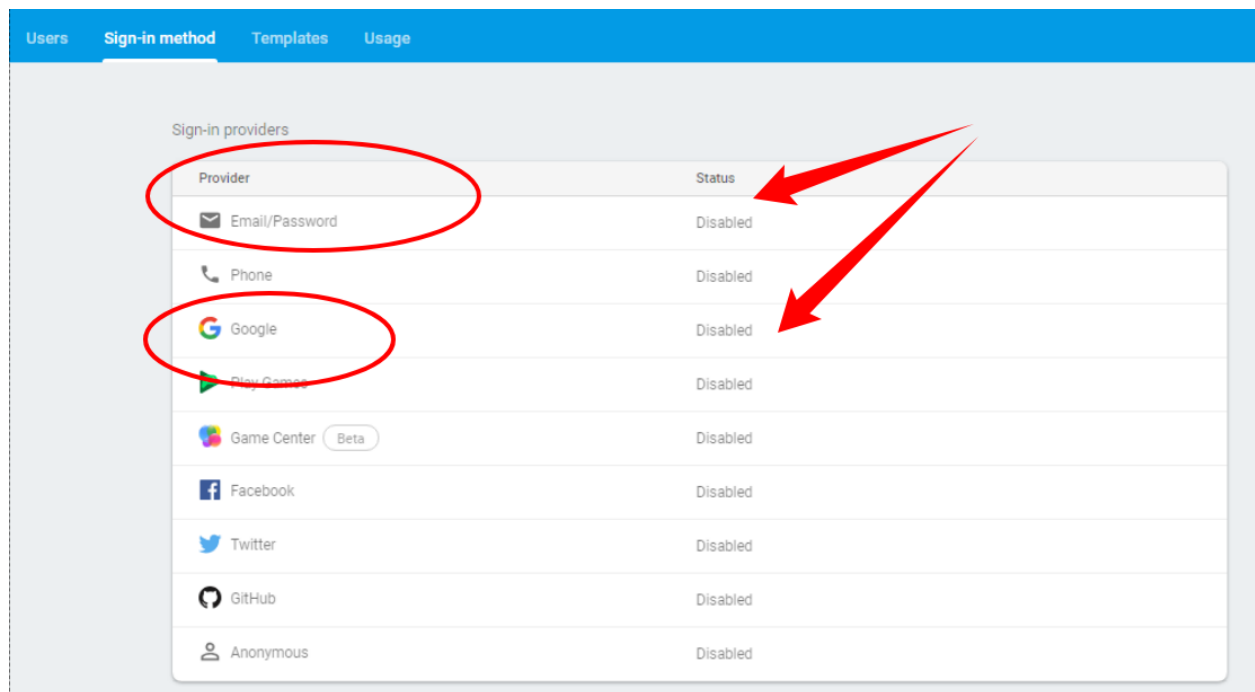 Users Sign-in method Templates Usage
Sign-in providers
Provider Status
Email/Password Disabled
Phone Disabled
Google Disabled
Play Games Disabled
Game Center Beta Disabled
Facebook Disabled
Twitter Disabled
GitHub Disabled
Anonymous Disabled